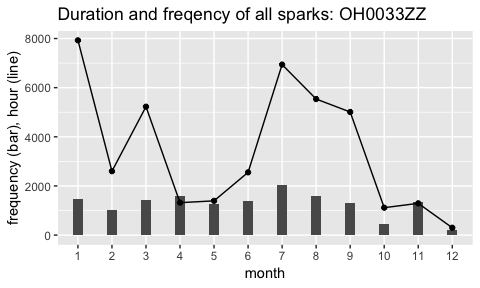 Duration and freqency of all sparks: OH0033ZZ
frequency (bar), hour (line)
8000
6000
4000
2000
0
1 2 3 4 5 6 7 8 9 10 11 12
month